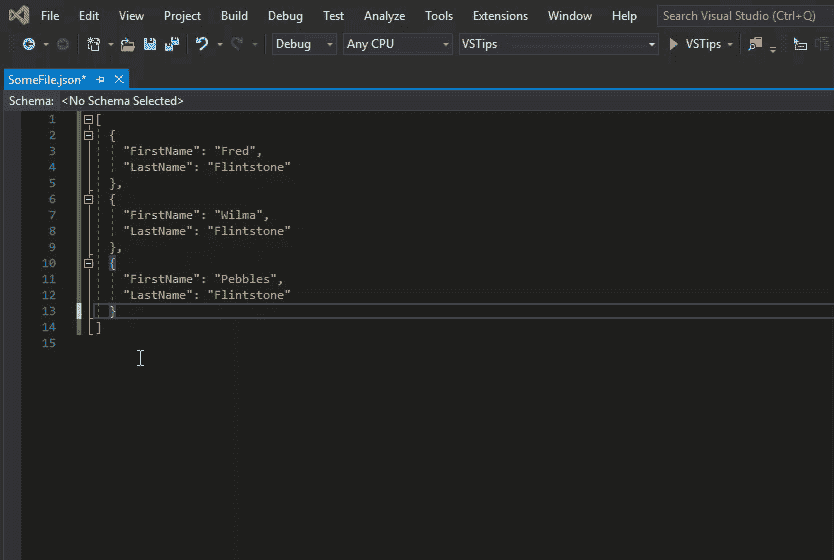 File Edit View Project Build Debug Test Analyze Tools Extensions Window Help Search Visual Studio (Ctrl+Q)
Debug Any CPU VSTips VSTips
SomeFile.json*
Schema: <No Schema Selected>
1 [
2 {
3 "FirstName": "Fred",
4 "LastName": "Flintstone"
5 },
6 {
7 "FirstName": "Wilma",
8 "LastName": "Flintstone"
9 },
10 {
11 "FirstName": "Pebbles",
12 "LastName": "Flintstone"
13 }
14 ]
15